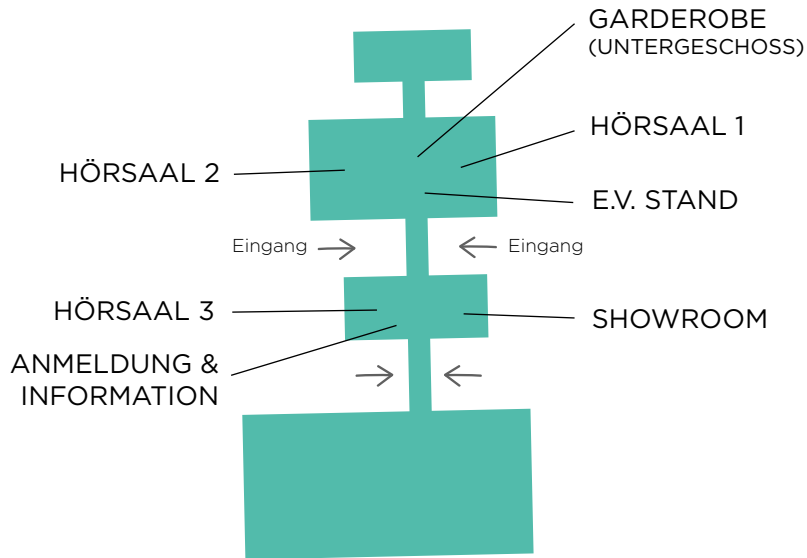 GARDEROBE
(UNTERGESCHOSS)
HÖRSAAL 1
HÖRSAAL 2
E.V. STAND
Eingang
Eingang
HÖRSAAL 3
SHOWROOM
ANMELDUNG &
INFORMATION